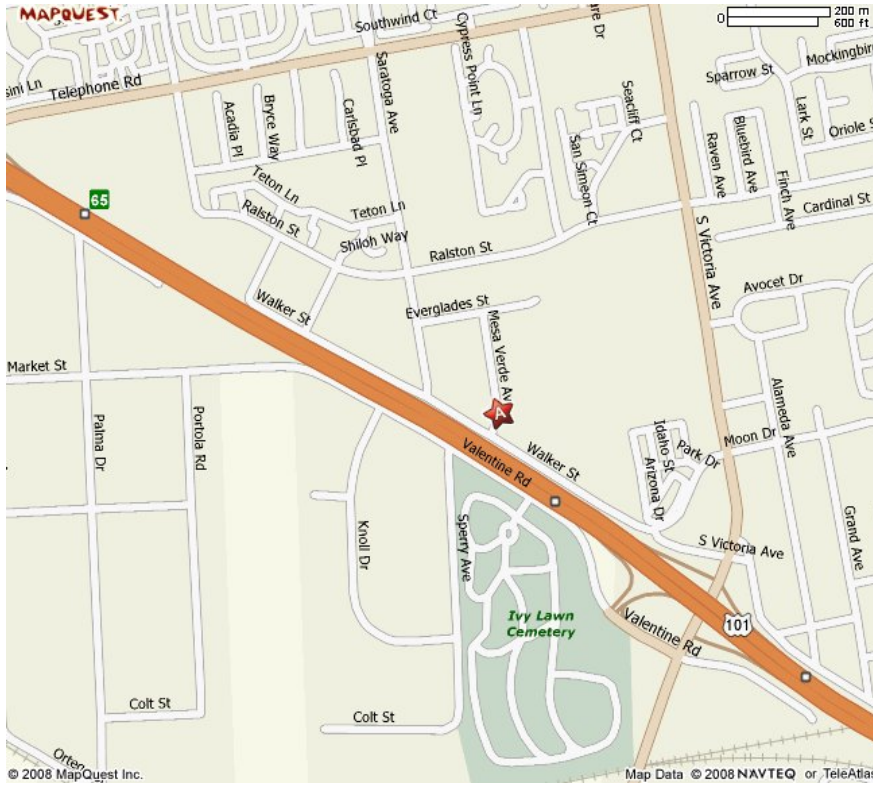 MAPQUEST.
0 200 m
600 ft
Southwind Ct
Cypress Point Ln
Saratoga Ave
are Dr
Mockingbir
Sparrow St
sini Ln
Telephone Rd
Seacliff Ct
Lark St
Acadia Pl
Bryce Way
Carlsbad Pl
San Simeon Ct
Raven Ave
Bluebird Ave
Oriole S
Finch Ave
65
Teton Ln
Teton Ln
Cardinal St
Ralston St
Shiloh Way
Ralston St
S Victoria Ave
Avocet Dr
Walker St
Everglades St
Mesa Verde Av
Market St
Alameda Ave
Palma Dr
Portola Rd
A
Idaho St
Park Dr
Moon Dr
Valentine Rd
Walker St
Arizona Dr
Grand Ave
Knoll Dr
Sperry Ave
S Victoria Ave
Ivy Lawn
Cemetery
Valentine Rd
101
Colt St
Colt St
Orteg
© 2008 MapQuest Inc.
Map Data © 2008 NAVTEQ or TeleAtlas